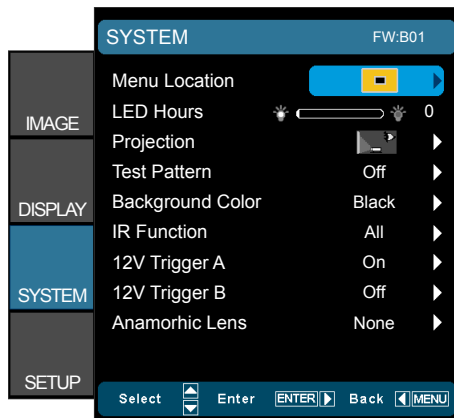 SYSTEM FW:B01
Menu Location
LED Hours 0
Projection
Test Pattern Off
Background Color Black
IR Function All
12V Trigger A On
12V Trigger B Off
Anamorhic Lens None
IMAGE
DISPLAY
SYSTEM
SETUP
Select Enter ENTER Back MENU